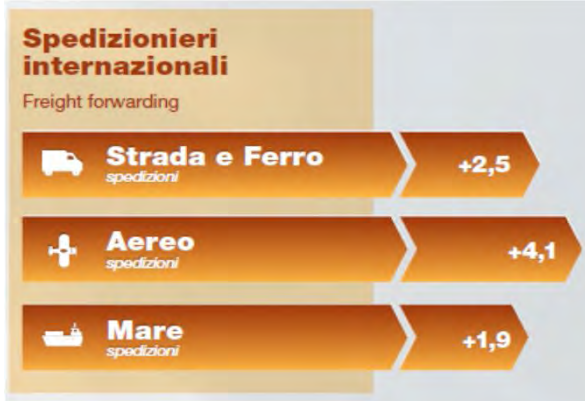 Spedizionieri
internazionali
Freight forwarding
Strada e Ferro
spedizioni
+2,5
Aereo
spedizioni
+4,1
Mare
spedizioni
+1,9